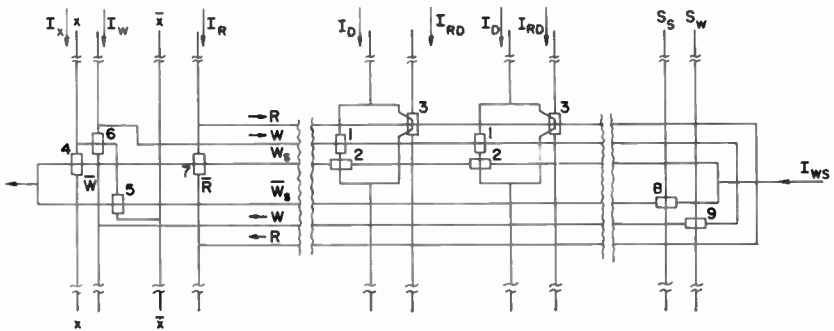 I_x x I_W x̄ I_R I_D I_RD I_D I_RD S_S S_W
3 3
R
6 W 1 1
4 W_s
W̄ 7 R̄ 2 2
5 W̄_s 8 I_WS
W 9
R
x x̄